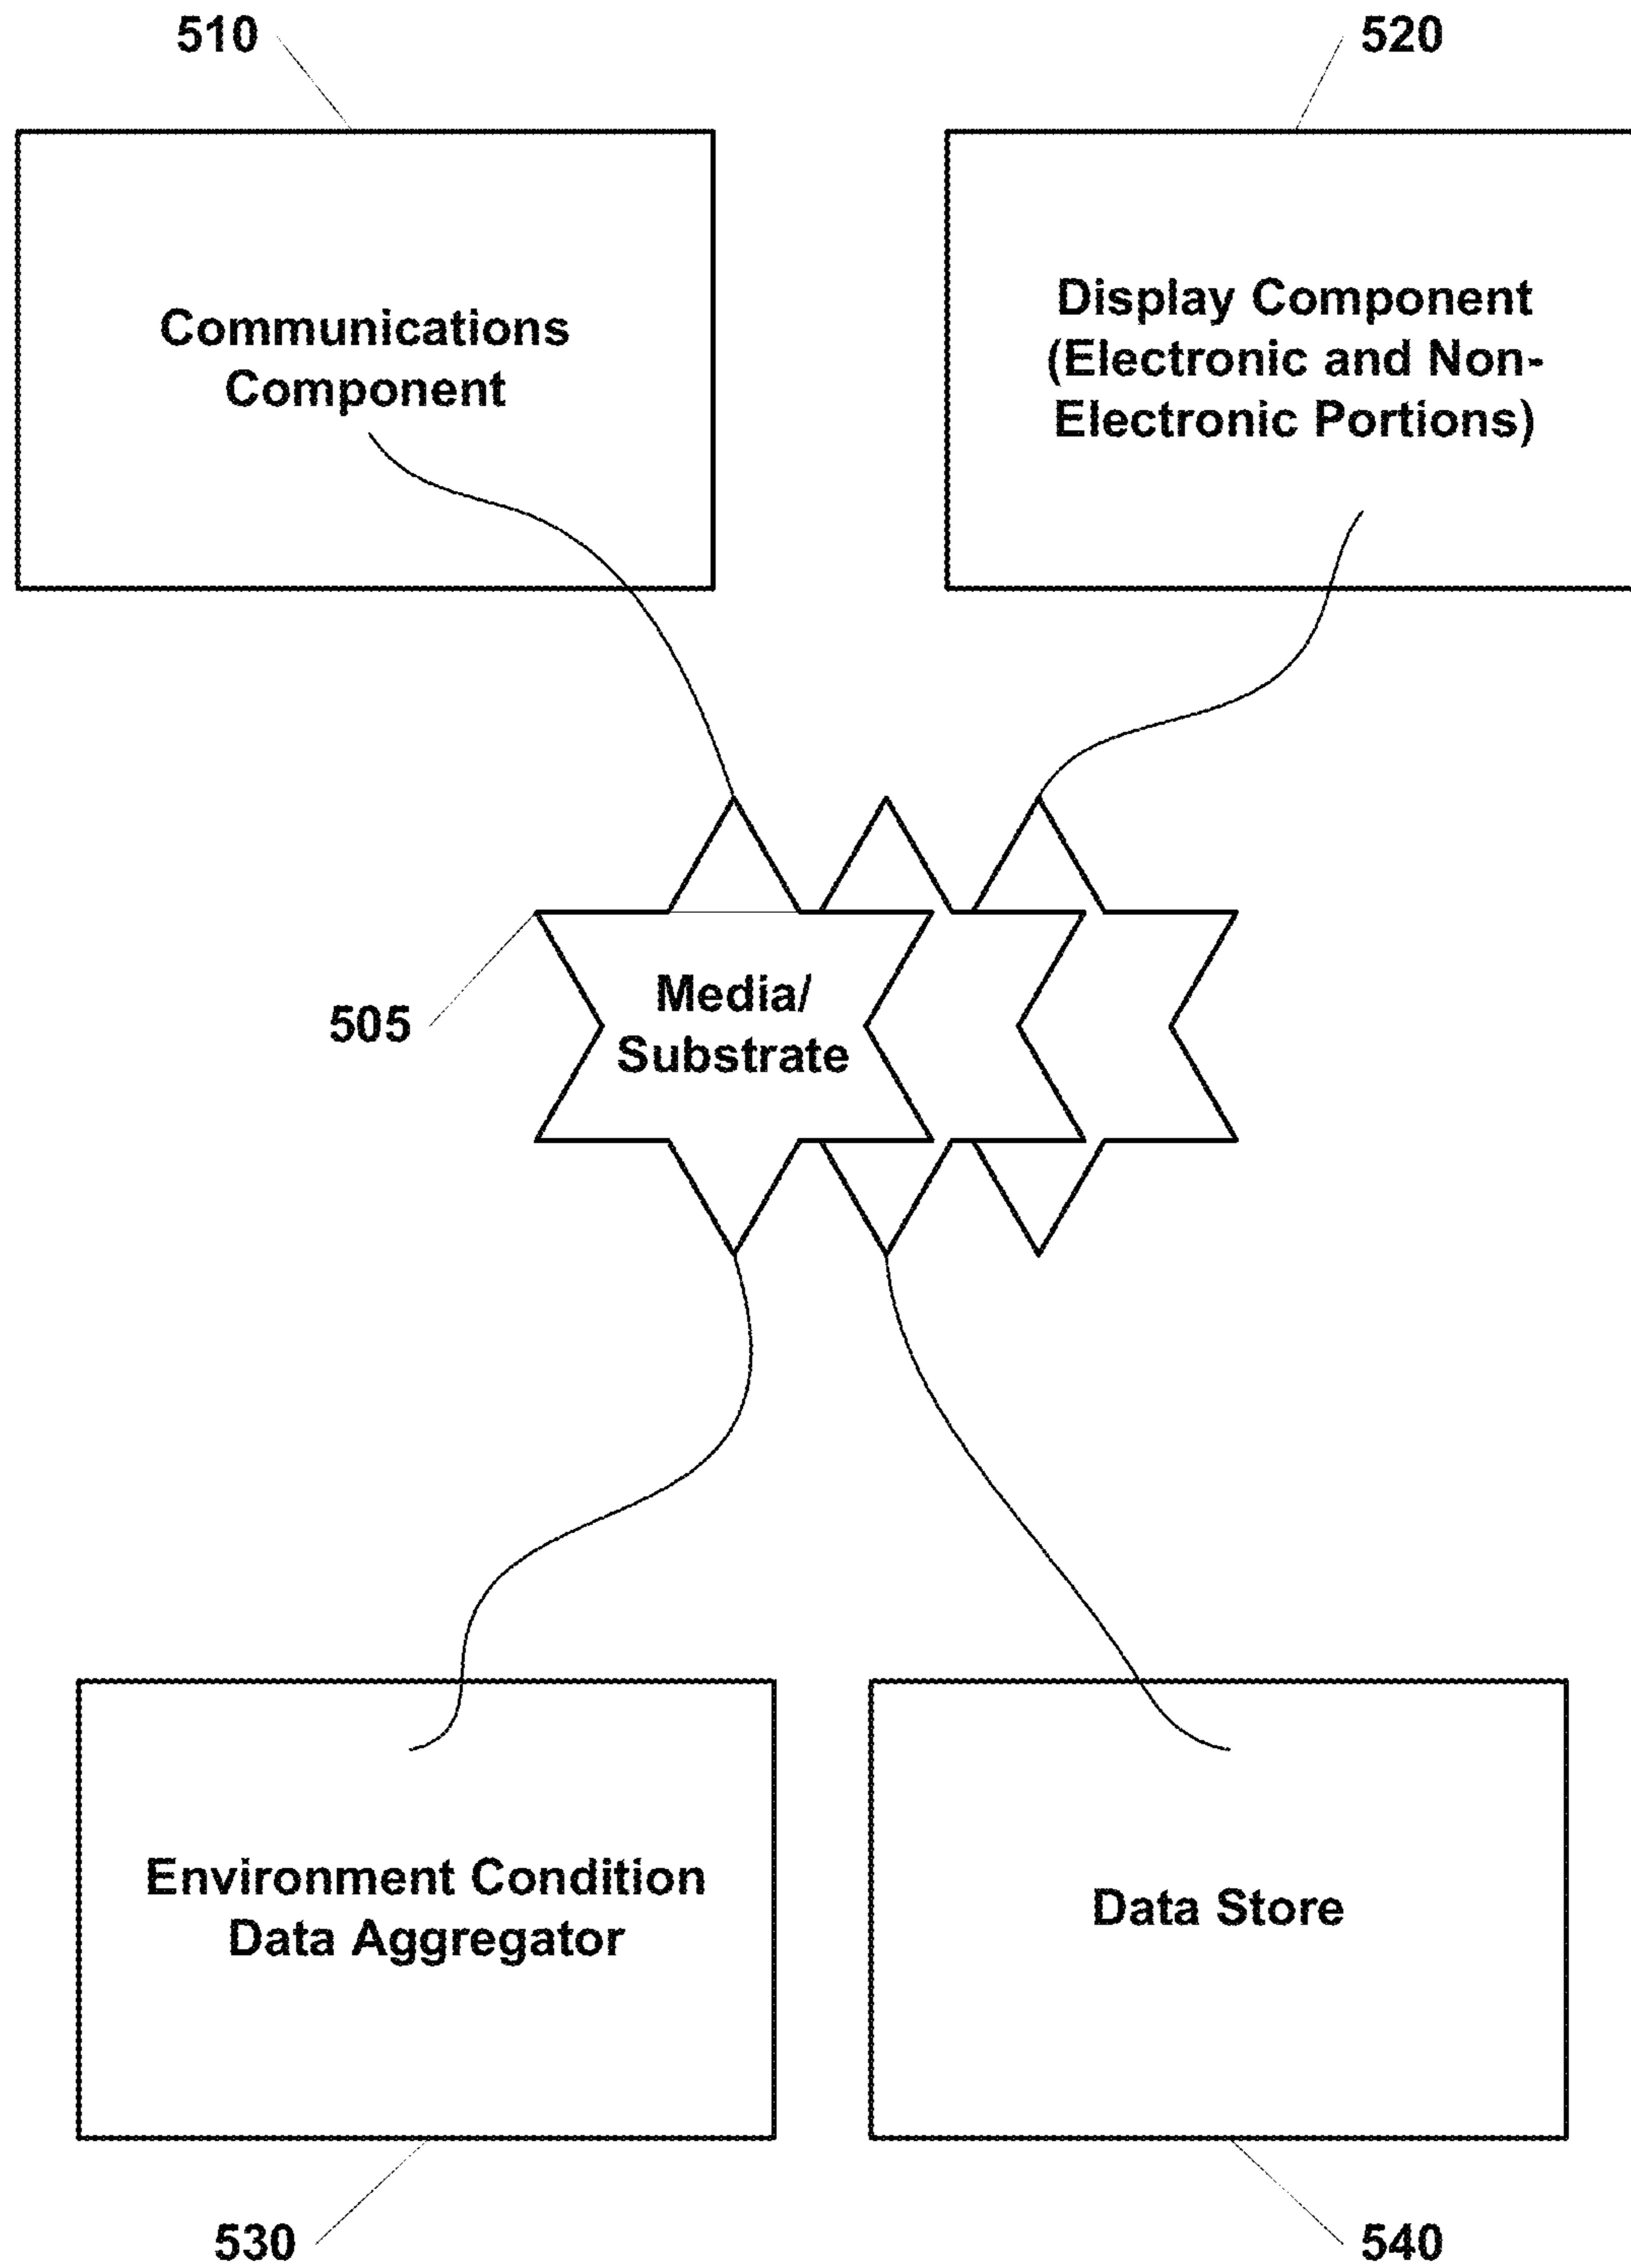 510
520
Communications
Component
Display Component
(Electronic and Non-
Electronic Portions)
505
Media/
Substrate
Environment Condition
Data Aggregator
Data Store
530
540